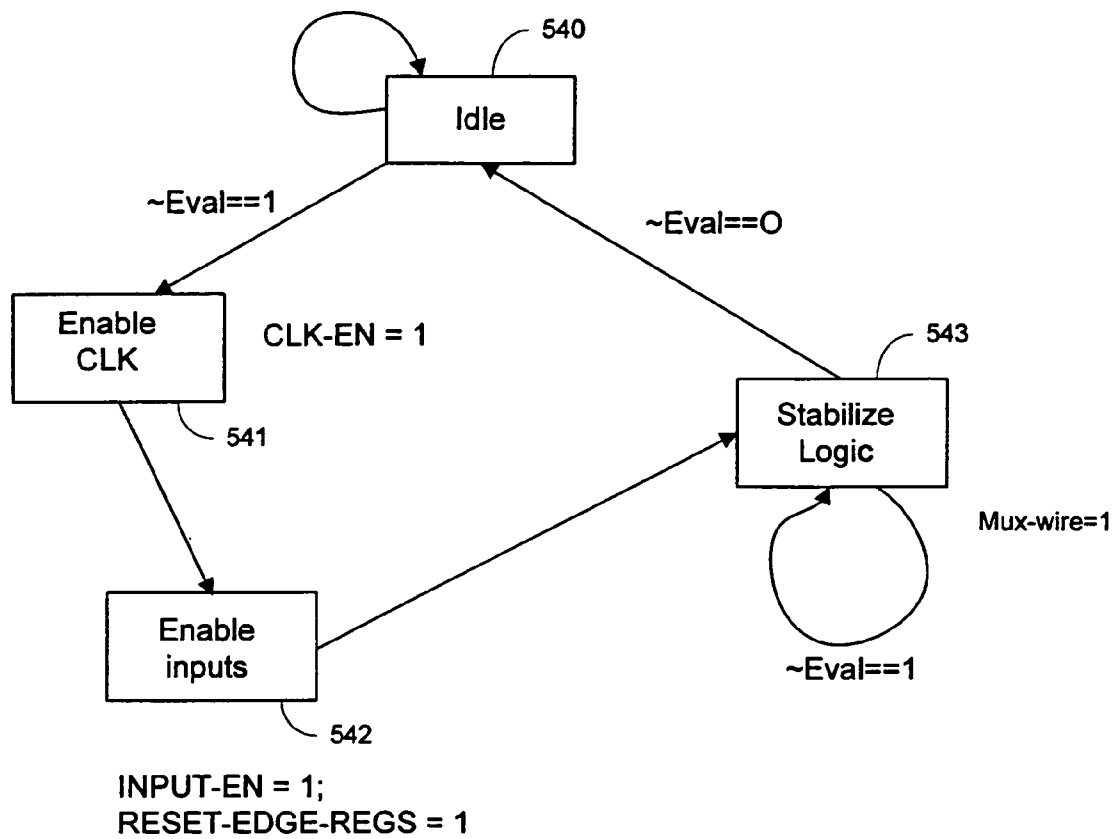 540
Idle
~Eval==1
~Eval==O
Enable
CLK
CLK-EN = 1
541
543
Stabilize
Logic
Mux-wire=1
Enable
inputs
542
~Eval==1
INPUT-EN = 1;
RESET-EDGE-REGS = 1